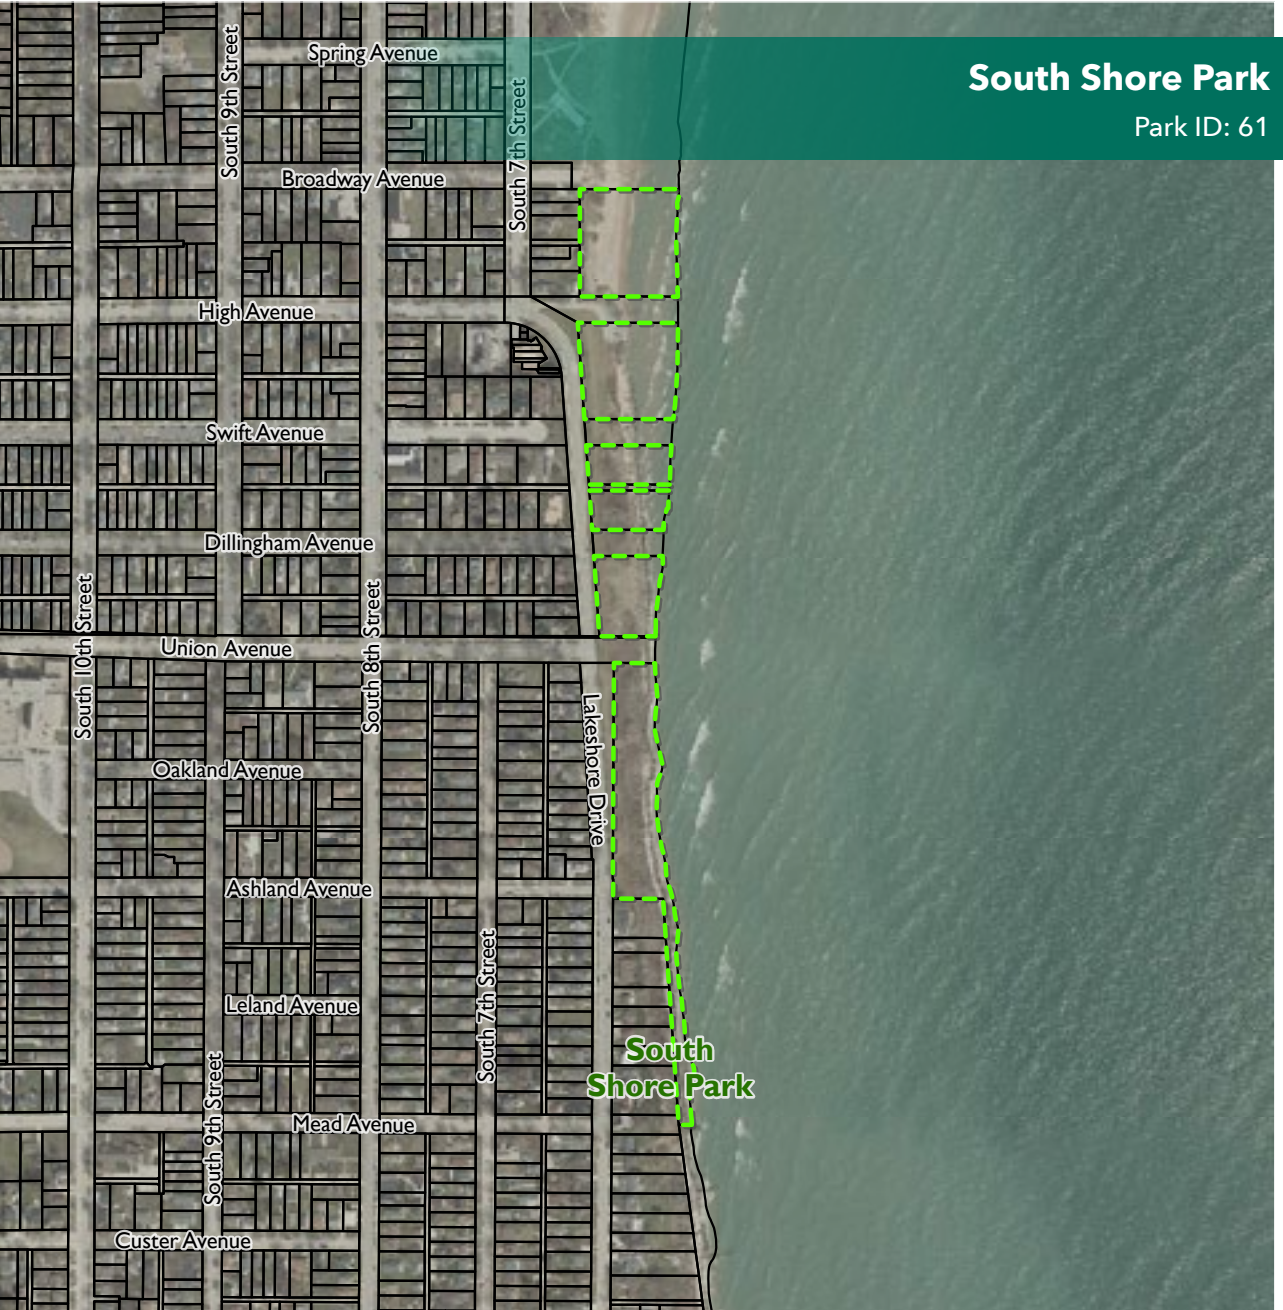 South Shore Park
Park ID: 61
Spring Avenue
South 9th Street
South 7th Street
Broadway Avenue
High Avenue
Swift Avenue
Dillingham Avenue
South 10th Street
South 8th Street
Union Avenue
Lakeshore Drive
Oakland Avenue
Ashland Avenue
South 7th Street
Leland Avenue
South
Shore Park
South 9th Street
Mead Avenue
Custer Avenue